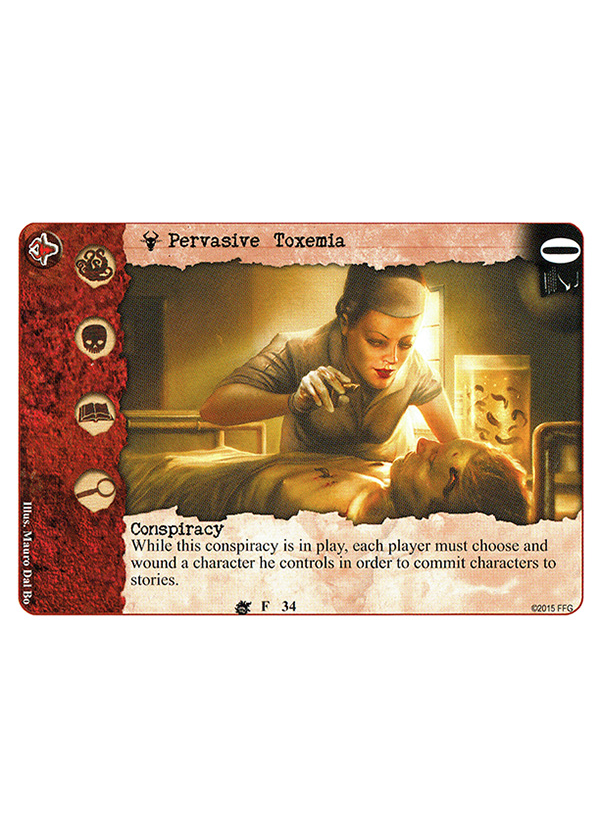 Pervasive Toxemia
0
Conspiracy
While this conspiracy is in play, each player must choose and
wound a character he controls in order to commit characters to
stories.
Illus. Mauro Dal Bo
F 34
©2015 FFG